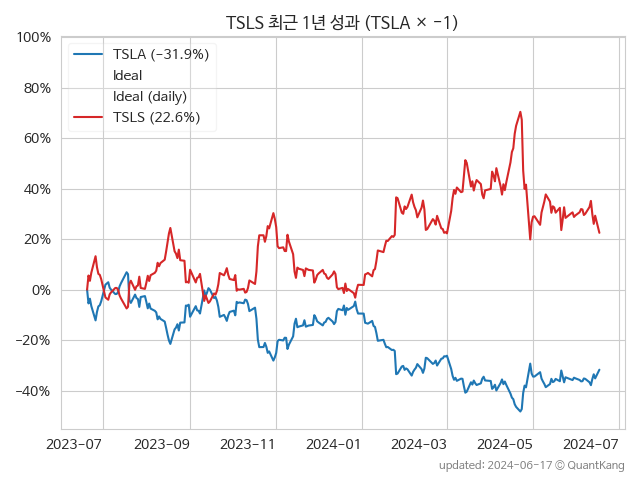 TSLS 최근 1년 성과 (TSLA × −1)
100%
80%
60%
40%
20%
0%
−20%
−40%
TSLA (−31.9%)
Ideal
Ideal (daily)
TSLS (22.6%)
2023−07
2023−09
2023−11
2024−01
2024−03
2024−05
2024−07
updated: 2024−06−17 © QuantKang